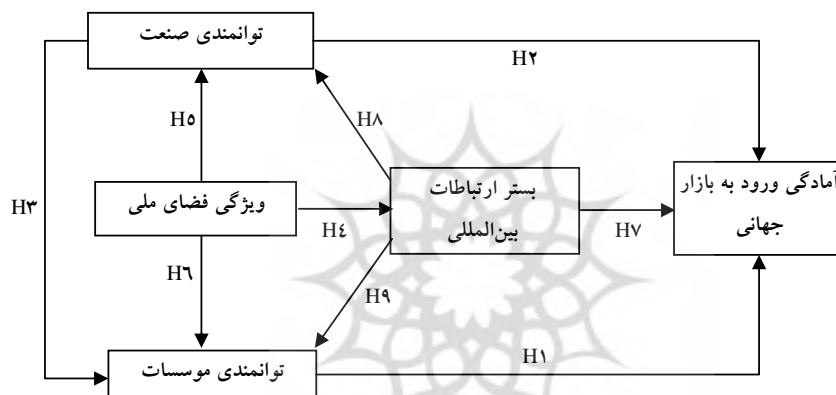 توانمندی صنعت
H۲
H۵
H۸
H۳
ویژگی فضای ملی
H٤
بستر ارتباطات
بین‌المللی
H۷
آمادگی ورود به بازار
جهانی
H٦
H۹
توانمندی موسسات
H۱